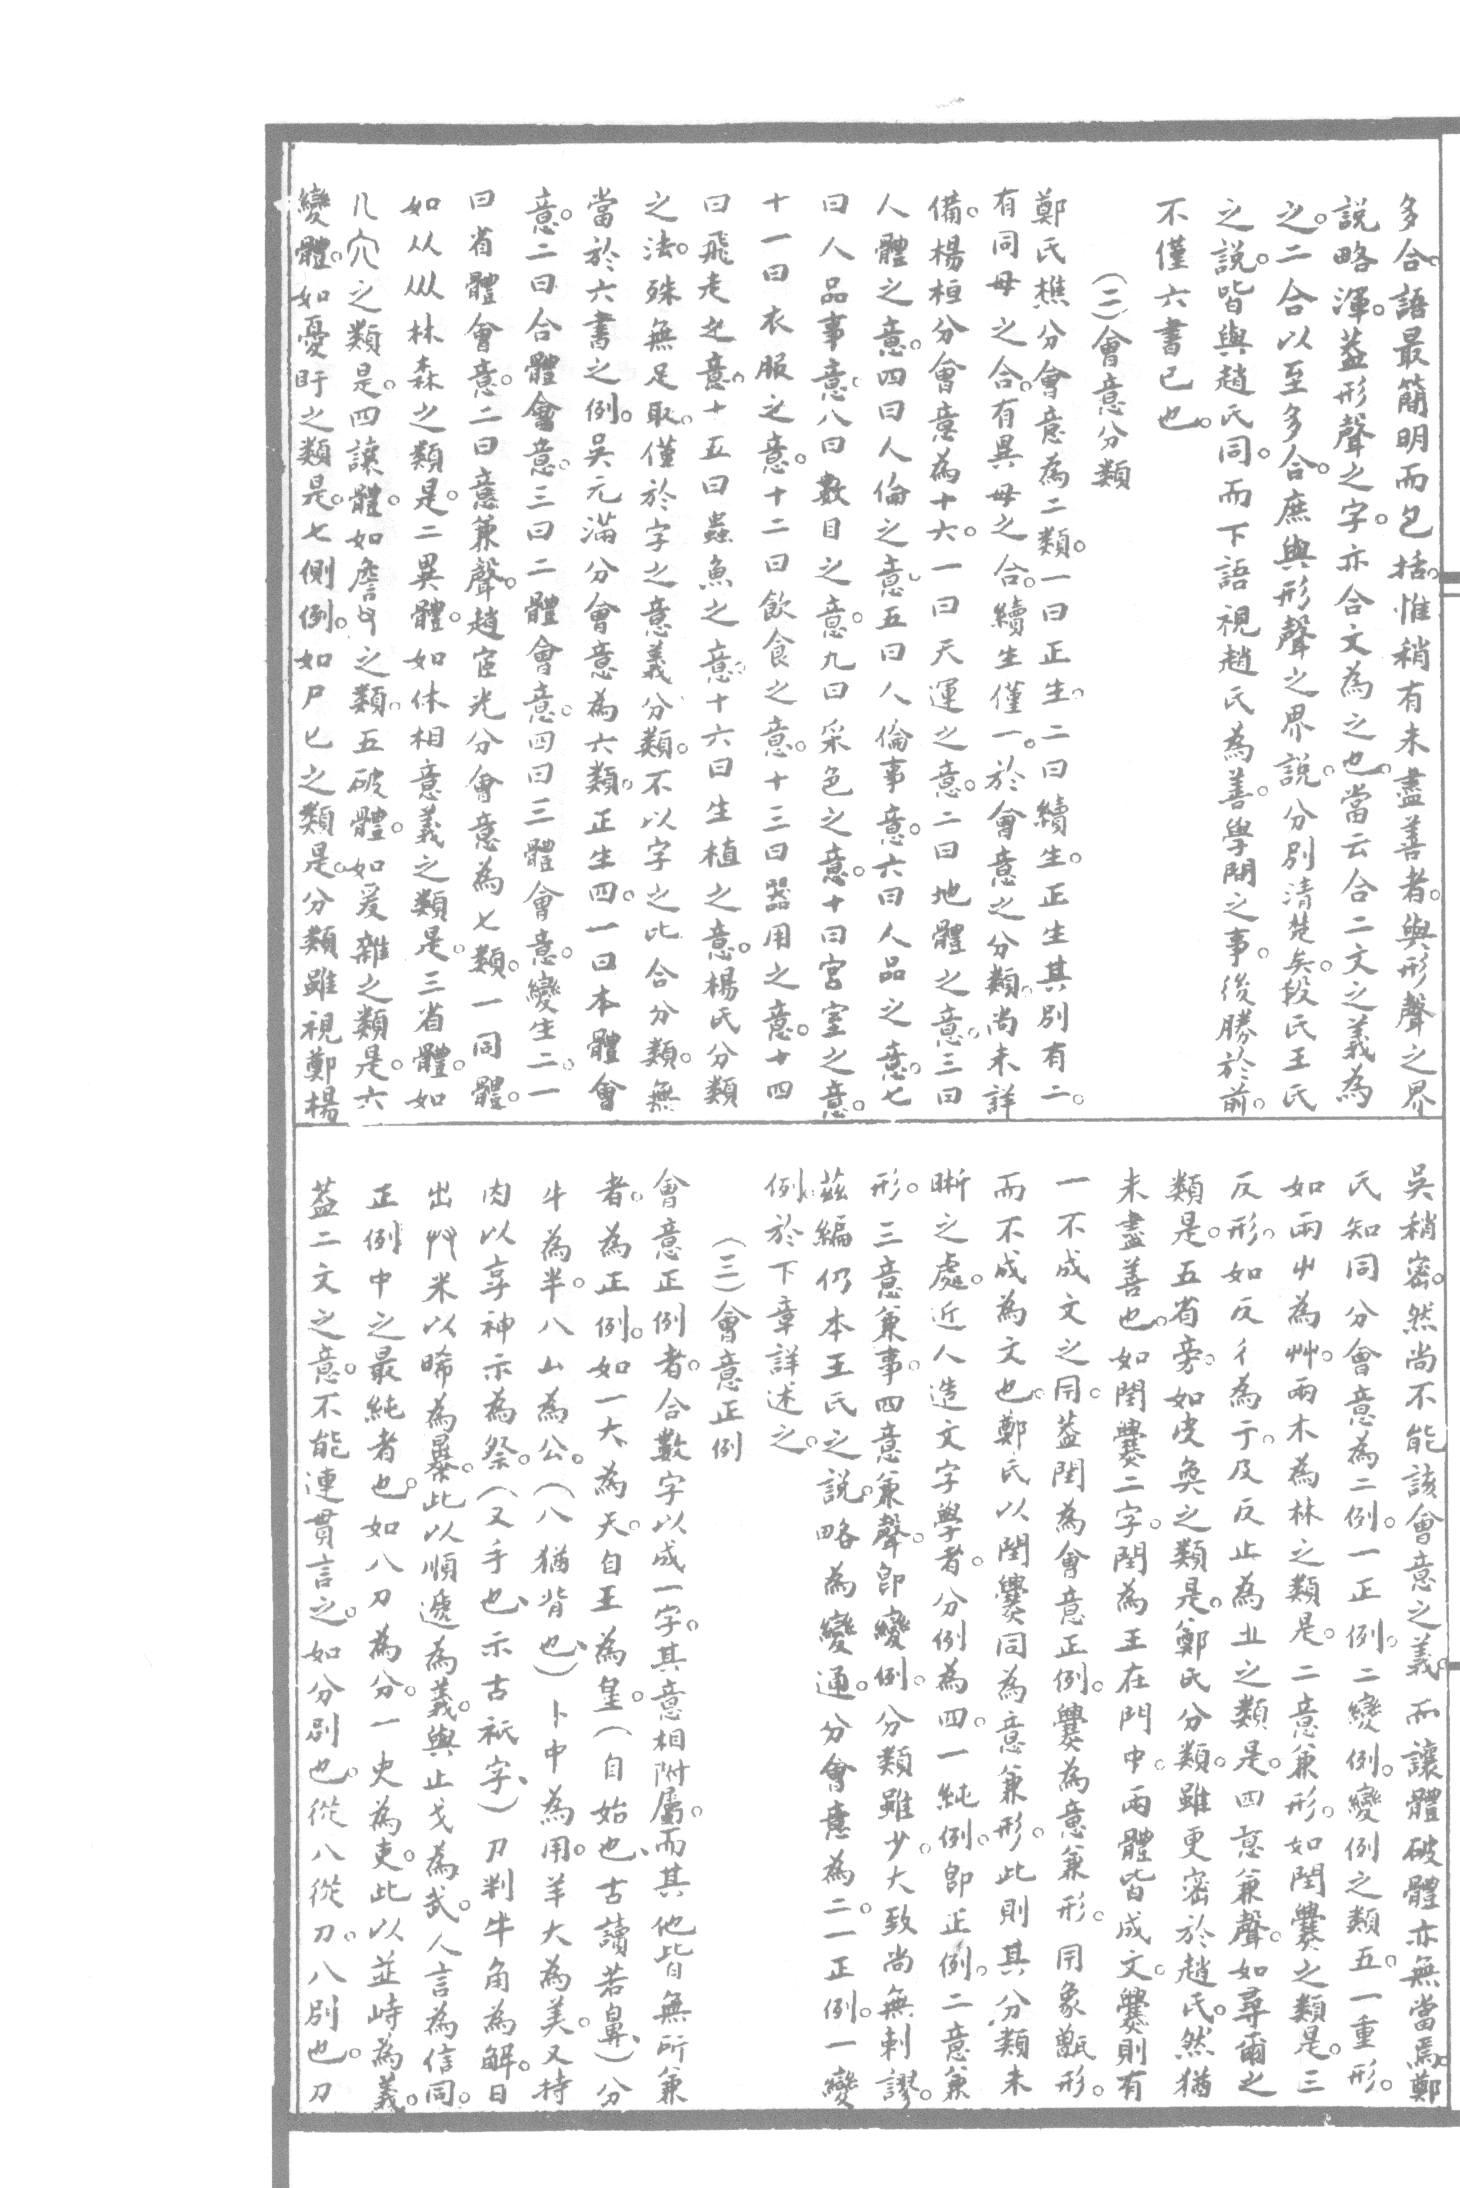 多合。語最簡明而包括。惟稍有未盡善者。與形聲之界
說略渾。蓋形聲之字。亦合文為之也。當云合二文之義為
之。二合以至多合。庶與形聲之界說。分別清楚矣。段氏王氏
之說。皆與趙氏同。而下語視趙氏為善。學問之事。後勝於前。
不僅六書已也。
(二)會意分類
鄭氏樵分會意為二類。一曰正生。二曰續生。正生其別有二。
有同母之合。有異母之合。續生僅一。於會意之分類。尚未詳
備。楊桓分會意為十六。一曰天運之意。二曰地體之意。三曰
人體之意。四曰人倫之意。五曰人倫事意。六曰人品之意。七
曰人品事意。八曰數目之意。九曰采色之意。十曰宮室之意。
十一曰衣服之意。十二曰飲食之意。十三曰器用之意。十四
曰飛走之意。十五曰蟲魚之意。十六曰生植之意。楊氏分類
之法。殊無足取。僅於字之意義分類。不以字之比合分類。無
當於六書之例。吳元滿分會意為六類。正生四。一曰本體會
意。二曰合體會意。三曰二體會意。四曰三體會意。變生二。一
曰省體會意。二曰意兼聲。趙宧光分會意為七類。一同體。
如从从林森之類是。二異體。如休相意義之類是。三省體。如
之類是。四讓體。如之類。五破體。如爰雜之類是。六
變體。如憂盱之類是。七側例。如尸匕之類是。分類雖視鄭楊
吳稍密。然尚不能該會意之義。而讓體破體亦無當焉。鄭
氏知同分會意為二例。一正例。二變例。變例之類五。一重形。
如兩屮為艸。兩木為林之類是。二意兼形。如閏爨之類是。三
反形。如反彳為亍。反止為之類是。四意兼聲。如尋爾之
類是。五省旁。如皮奐之類是。鄭氏分類。雖更密於趙氏。然猶
未盡善也。如閏爨二字。閏為王在門中。兩體皆成文。爨則有
一不成文之。蓋閏為會意正例。爨為意兼形。象甑形。
而不成為文也。鄭氏以閏爨同為意兼形。此則其分類未
晰之處。近人造文字學者。分例為四。一純例。即正例。二意兼
形。三意兼事。四意兼聲。即變例。分類雖少。大致尚無剌謬。
茲編仍本王氏之說。略為變通。分會意為二。一正例。一變
例。於下章詳述之。
(三)會意正例
會意正例者。合數字以成一字。其意相附屬。而其他皆無所兼
者。為正例。如一大為天。自王為皇。(自始也、古讀若鼻、)分
牛為半。八厶為公。(八猶背也、)卜中為用。羊大為美。又持
肉以享神示為祭。(又手也、示古祇字、)刀判牛角為解。日
出廾米以晞為暴。此以順遞為義。與止戈為武。人言為信。同。
正例中之最純者也。如八刀為分。一史為吏。此以並峙為義。
蓋二文之意。不能連貫言之。如分別也。從八從刀。八別也。刀